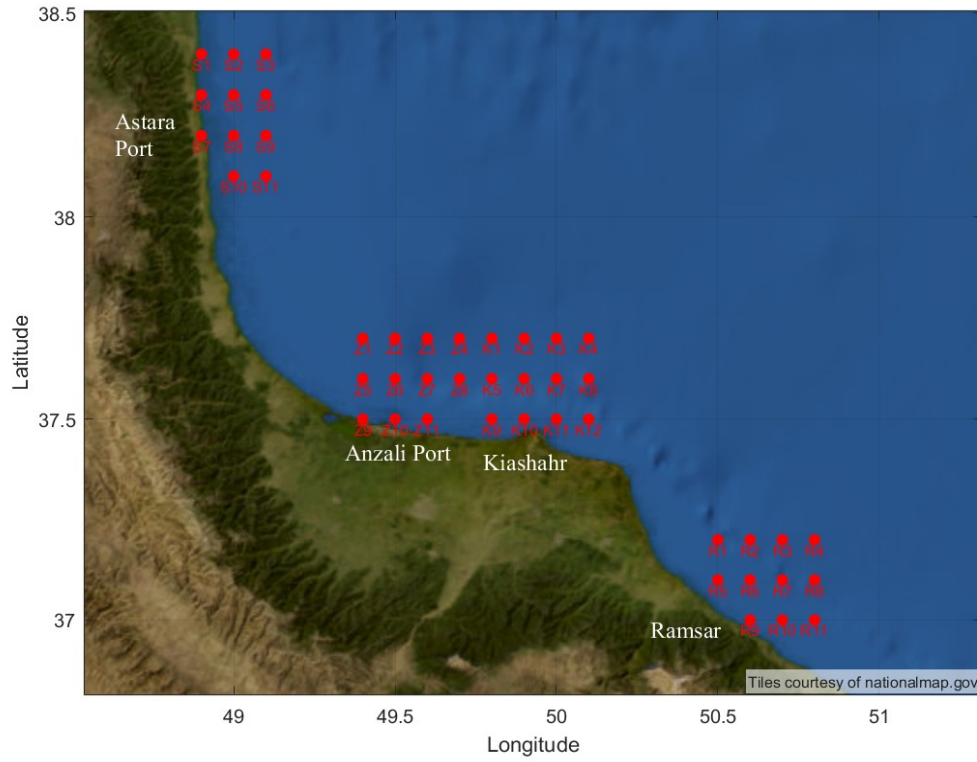 38.5
S1 S2 S3
S4 S5 S6
Astara
Port
S7 S8 S9
S10 S11
38
Latitude
Z1 Z2 Z3 Z4 K1 K2 K3 K4
Z5 Z6 Z7 Z8 K5 K6 K7 K8
37.5
Z9 Z10 Z11 K9 K10 K11 K12
Anzali Port
Kiashahr
R1 R2 R3 R4
R5 R6 R7 R8
37
Ramsar
R9 R10 R11
Tiles courtesy of nationalmap.gov
49 49.5 50 50.5 51
Longitude